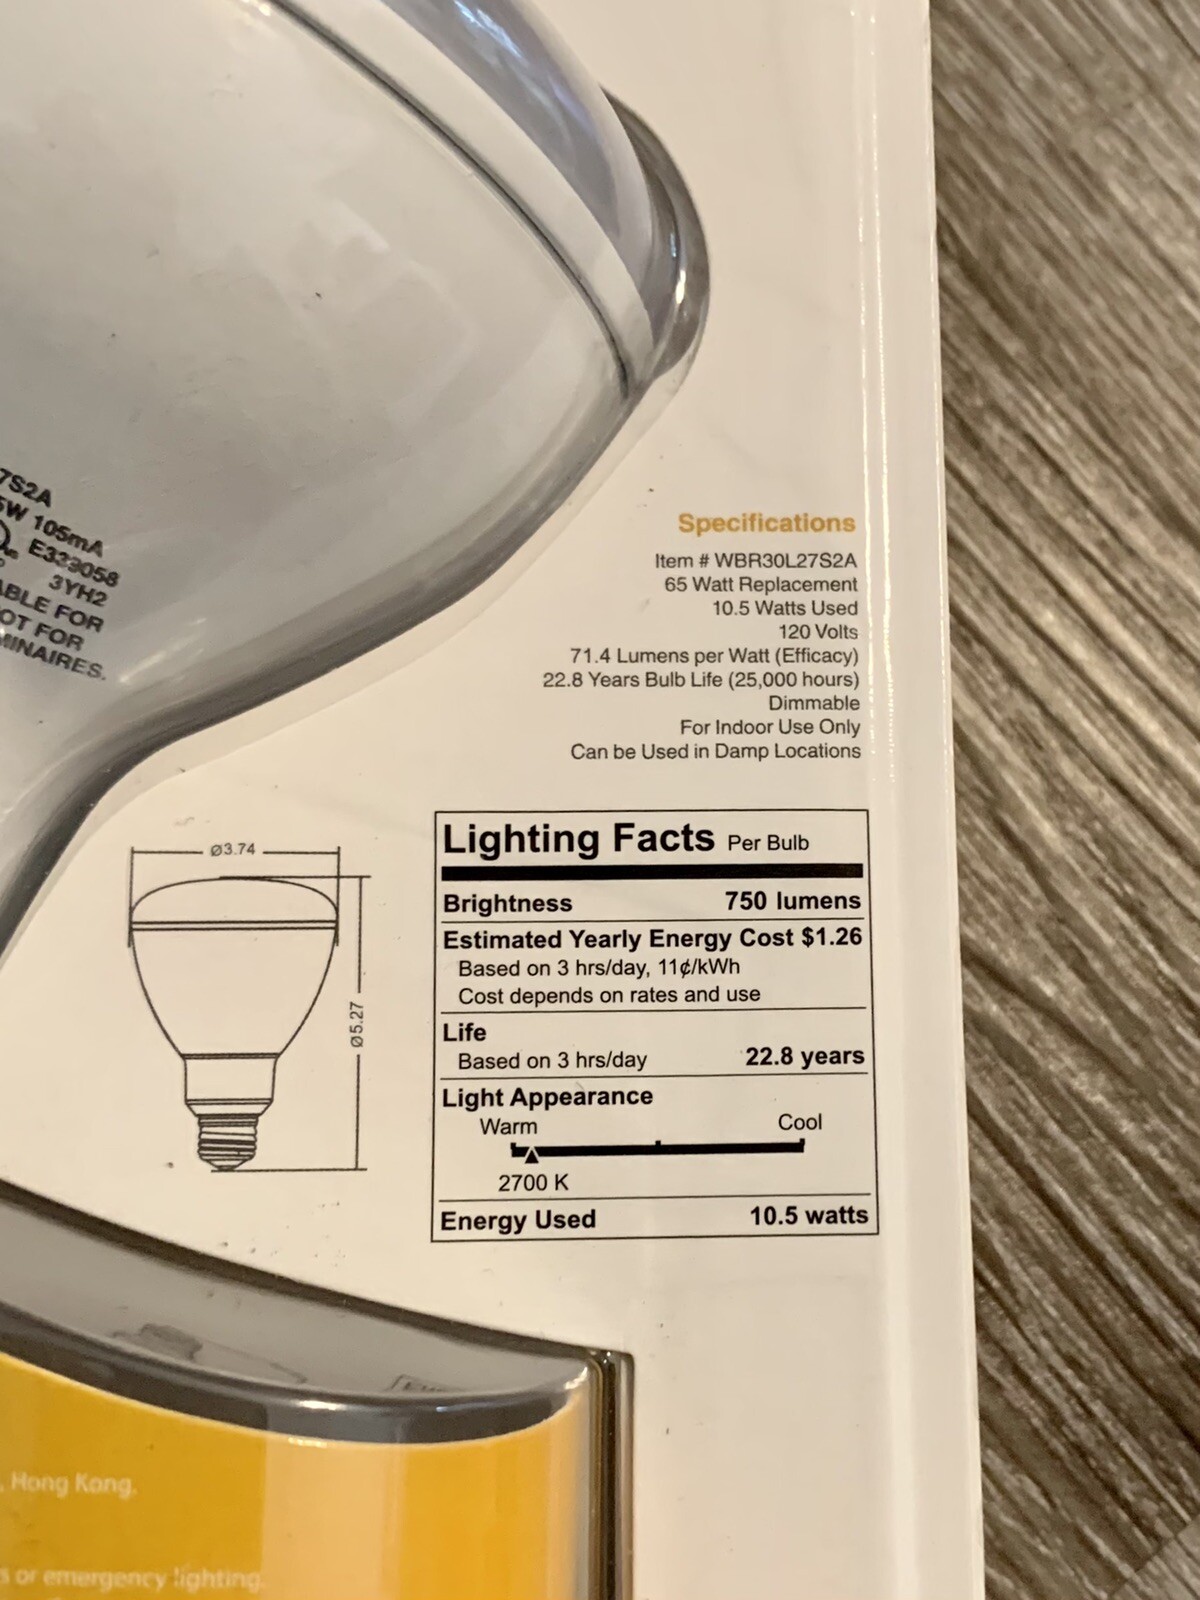 7S2A
5W 105mA
E339058
3YH2
ABLE FOR
OT FOR
MINAIRES.
Specifications
Item # WBR30L27S2A
65 Watt Replacement
10.5 Watts Used
120 Volts
71.4 Lumens per Watt (Efficacy)
22.8 Years Bulb Life (25,000 hours)
Dimmable
For Indoor Use Only
Can be Used in Damp Locations
Ø3.74
Ø5.27
Lighting Facts Per Bulb
Brightness 750 lumens
Estimated Yearly Energy Cost $1.26
Based on 3 hrs/day, 11¢/kWh
Cost depends on rates and use
Life
Based on 3 hrs/day 22.8 years
Light Appearance
Warm Cool
2700 K
Energy Used 10.5 watts
, Hong Kong.
s or emergency lighting.